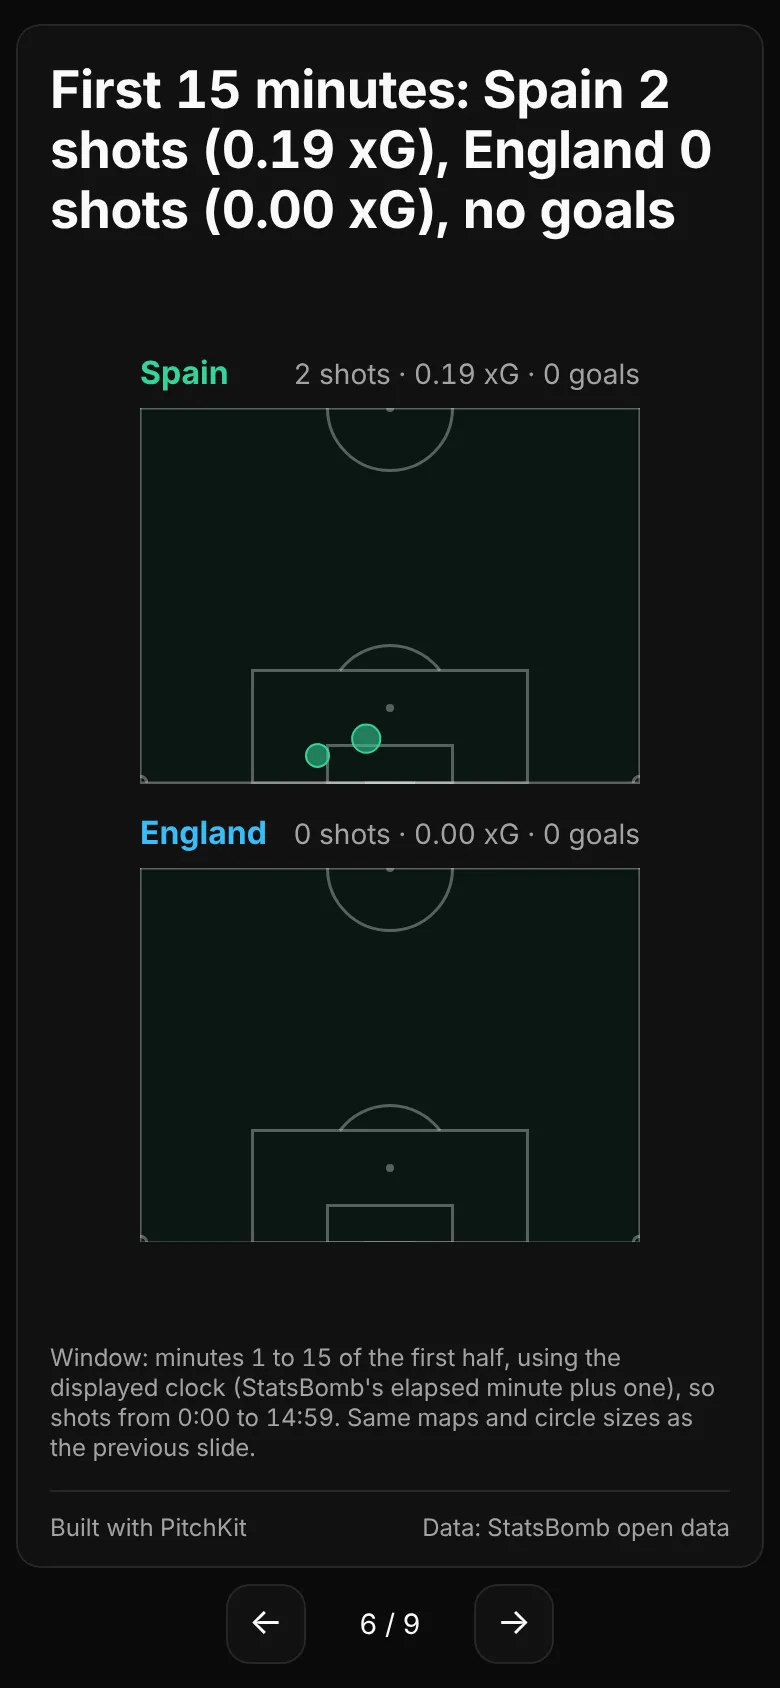 First 15 minutes: Spain 2
shots (0.19 xG), England 0
shots (0.00 xG), no goals
Spain 2 shots · 0.19 xG · 0 goals
England 0 shots · 0.00 xG · 0 goals
Window: minutes 1 to 15 of the first half, using the
displayed clock (StatsBomb's elapsed minute plus one), so
shots from 0:00 to 14:59. Same maps and circle sizes as
the previous slide.
Built with PitchKit Data: StatsBomb open data
← 6 / 9 →